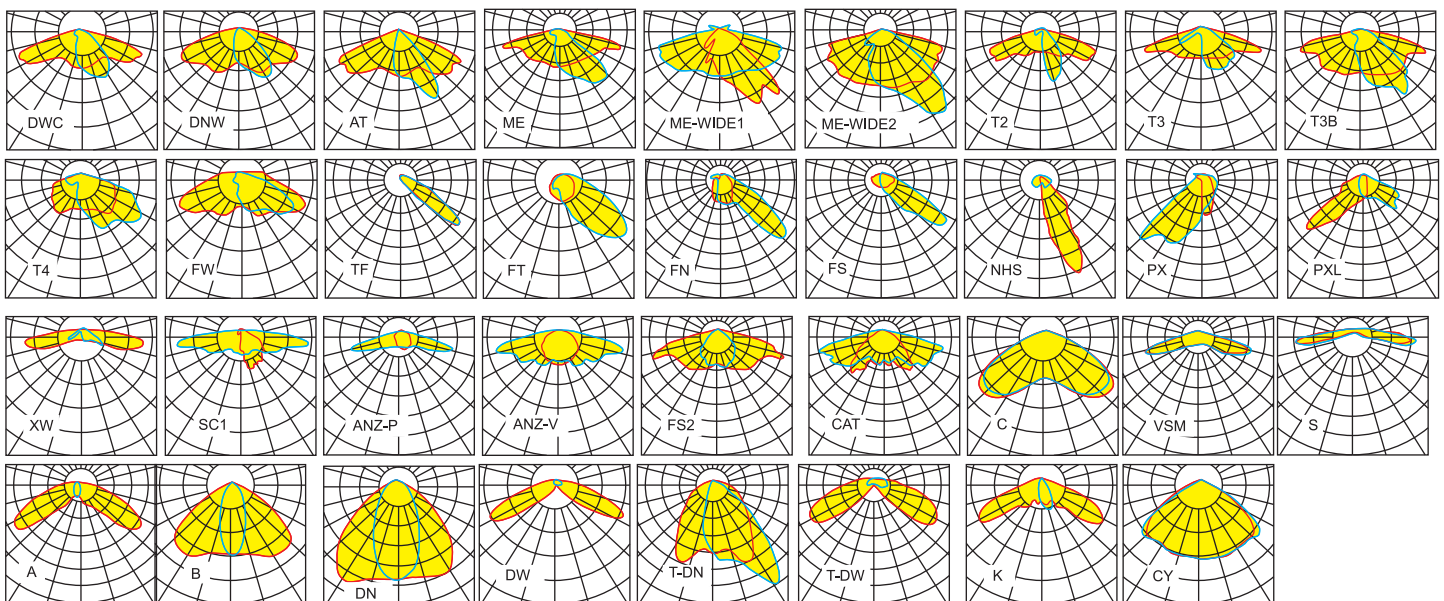 DWC
DNW
AT
ME
ME-WIDE1
ME-WIDE2
T2
T3
T3B
T4
FW
TF
FT
FN
FS
NHS
PX
PXL
XW
SC1
ANZ-P
ANZ-V
FS2
CAT
C
VSM
S
A
B
DN
DW
T-DN
T-DW
K
CY